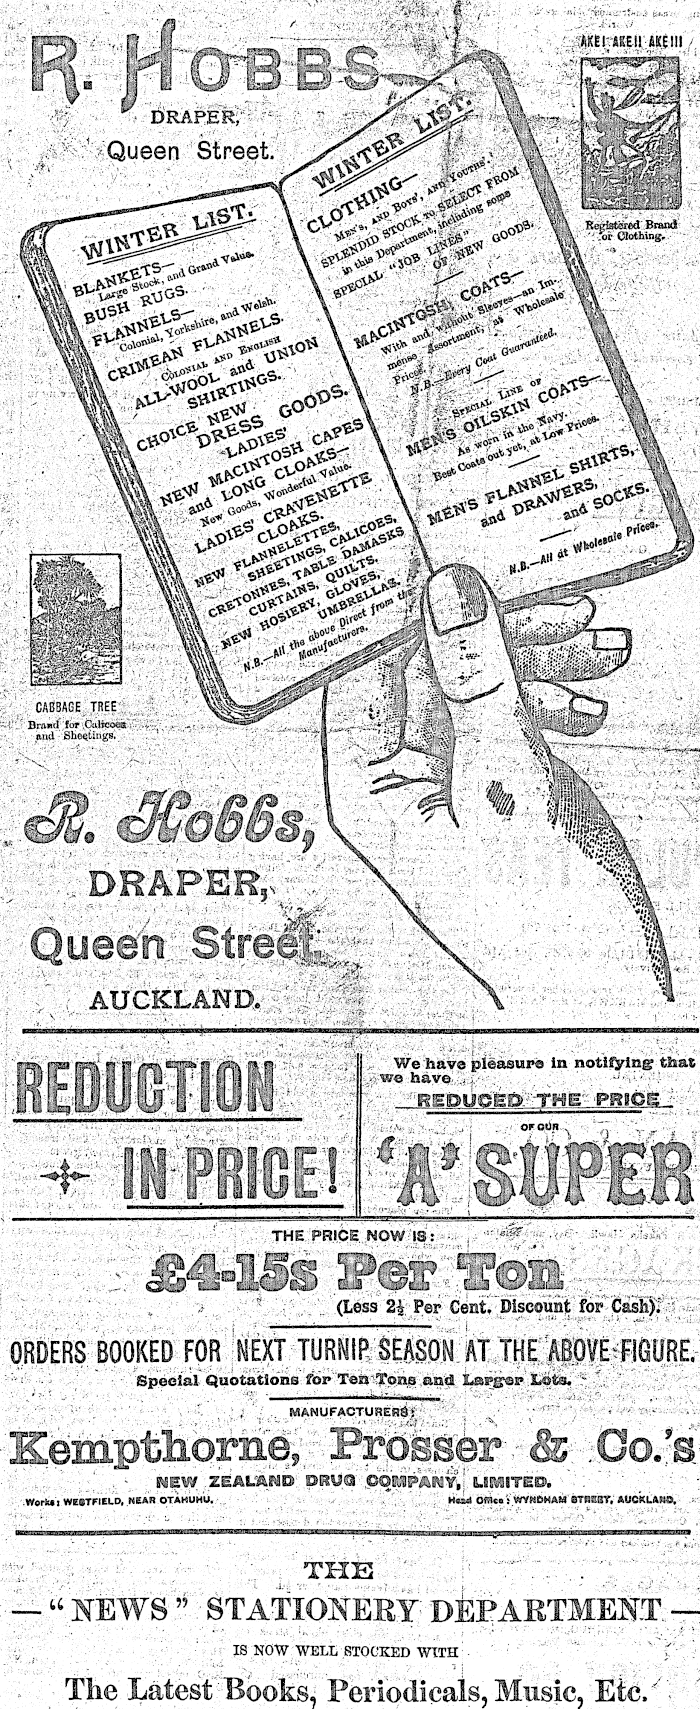 R. HOBBS
DRAPER,
Queen Street.
AKE! AKE!! AKE!!!
Registered Brand
or Clothing.
WINTER LIST.
BLANKETS—
Large Stock, and Grand Value.
BUSH RUGS.
FLANNELS—
Colonial, Yorkshire, and Welsh.
CRIMEAN FLANNELS.
COLONIAL AND ENGLISH
ALL-WOOL and UNION
SHIRTINGS.
CHOICE NEW
DRESS GOODS.
LADIES'
NEW MACINTOSH CAPES
and LONG CLOAKS—
New Goods, Wonderful Value.
LADIES' CRAVENETTE
CLOAKS.
NEW FLANNELETTES,
SHEETINGS, CALICOES,
CRETONNES, TABLE DAMASKS
CURTAINS, QUILTS,
NEW HOSIERY, GLOVES,
UMBRELLAS.
N.B.—All the above Direct from the
Manufacturers.
WINTER LIST.
CLOTHING—
MEN'S, AND BOYS', AND YOUTHS'.
SPLENDID STOCK TO SELECT FROM
in this Department, including some
SPECIAL "JOB LINES"
OF NEW GOODS.
MACINTOSH COATS—
With and without Sleeves—an Im-
mense Assortment, at Wholesale
Prices.
N.B.—Every Coat Guaranteed.
SPECIAL LINE OF
MEN'S OILSKIN COATS—
As worn in the Navy.
Best Coats out yet, at Low Prices.
MEN'S FLANNEL SHIRTS,
and DRAWERS,
and SOCKS.
N.B.—All at Wholesale Prices.
CABBAGE TREE
Brand for Calicoes
and Sheetings.
R. Hobbs,
DRAPER,
Queen Street.
AUCKLAND.
REDUCTION
IN PRICE!
We have pleasure in notifying that
we have
REDUCED THE PRICE
OF OUR
'A' SUPER
THE PRICE NOW IS:
£4-15s Per Ton
(Less 2½ Per Cent. Discount for Cash).
ORDERS BOOKED FOR NEXT TURNIP SEASON AT THE ABOVE FIGURE.
Special Quotations for Ten Tons and Larger Lots.
MANUFACTURERS:
Kempthorne, Prosser & Co.'s
NEW ZEALAND DRUG COMPANY, LIMITED.
Works: WESTFIELD, NEAR OTAHUHU.
Head Office: WYNDHAM STREET, AUCKLAND.
THE
— "NEWS" STATIONERY DEPARTMENT —
IS NOW WELL STOCKED WITH
The Latest Books, Periodicals, Music, Etc.